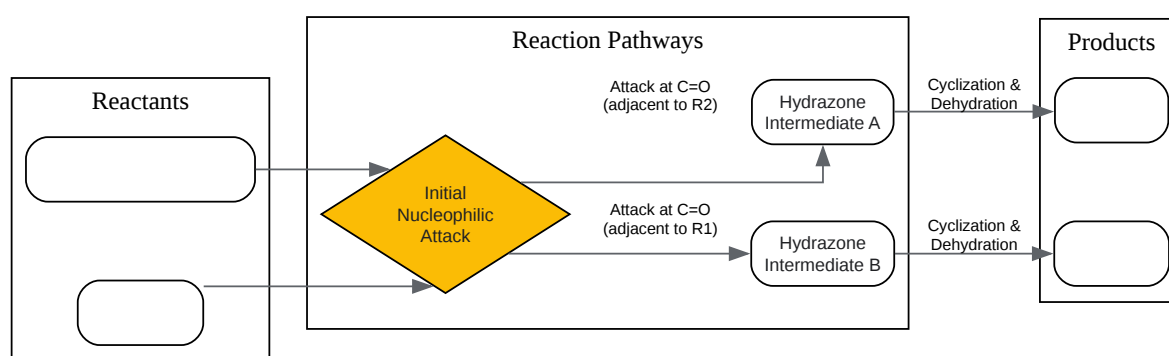 Reaction Pathways
Products
Reactants
Attack at C=O
(adjacent to R2)
Hydrazone
Intermediate A
Cyclization &
Dehydration
Initial
Nucleophilic
Attack
Attack at C=O
(adjacent to R1)
Hydrazone
Intermediate B
Cyclization &
Dehydration